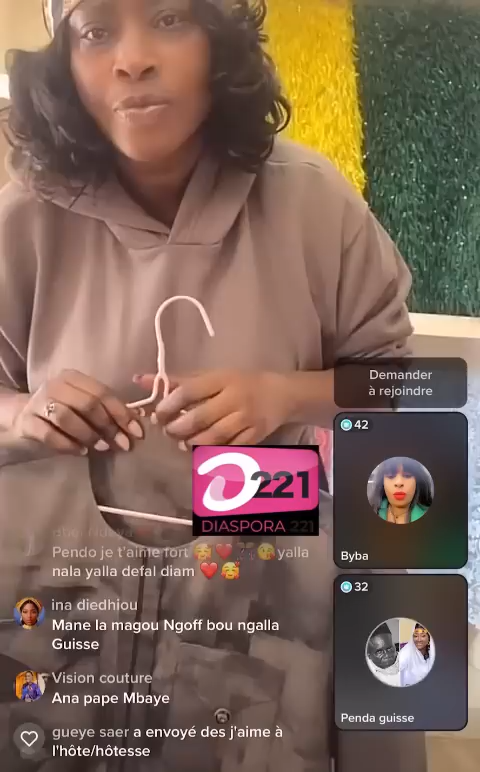 Demander
à rejoindre
42
221
DIASPORA 221
Byba
Pendo je t'aime fort 🥰❤️ 😘yalla
nala yalla defal diam ❤️🥰
32
ina diedhiou
Mane la magou Ngoff bou ngalla
Guisse
Vision couture
Ana pape Mbaye
Penda guisse
gueye saer a envoyé des j'aime à
l'hôte/hôtesse